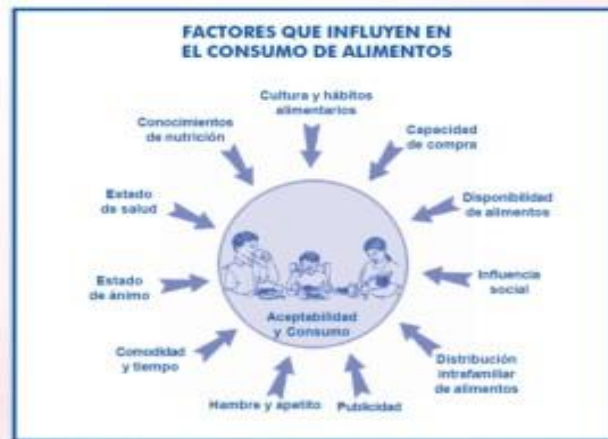 FACTORES QUE INFLUYEN EN
EL CONSUMO DE ALIMENTOS
Cultura y hábitos
alimentarios
Conocimientos
de nutrición
Capacidad
de compra
Estado
de salud
Disponibilidad
de alimentos
Estado
de ánimo
Influencia
social
Aceptabilidad
y Consumo
Comodidad
y tiempo
Distribución
intrafamiliar
de alimentos
Hambre y apetito
Publicidad